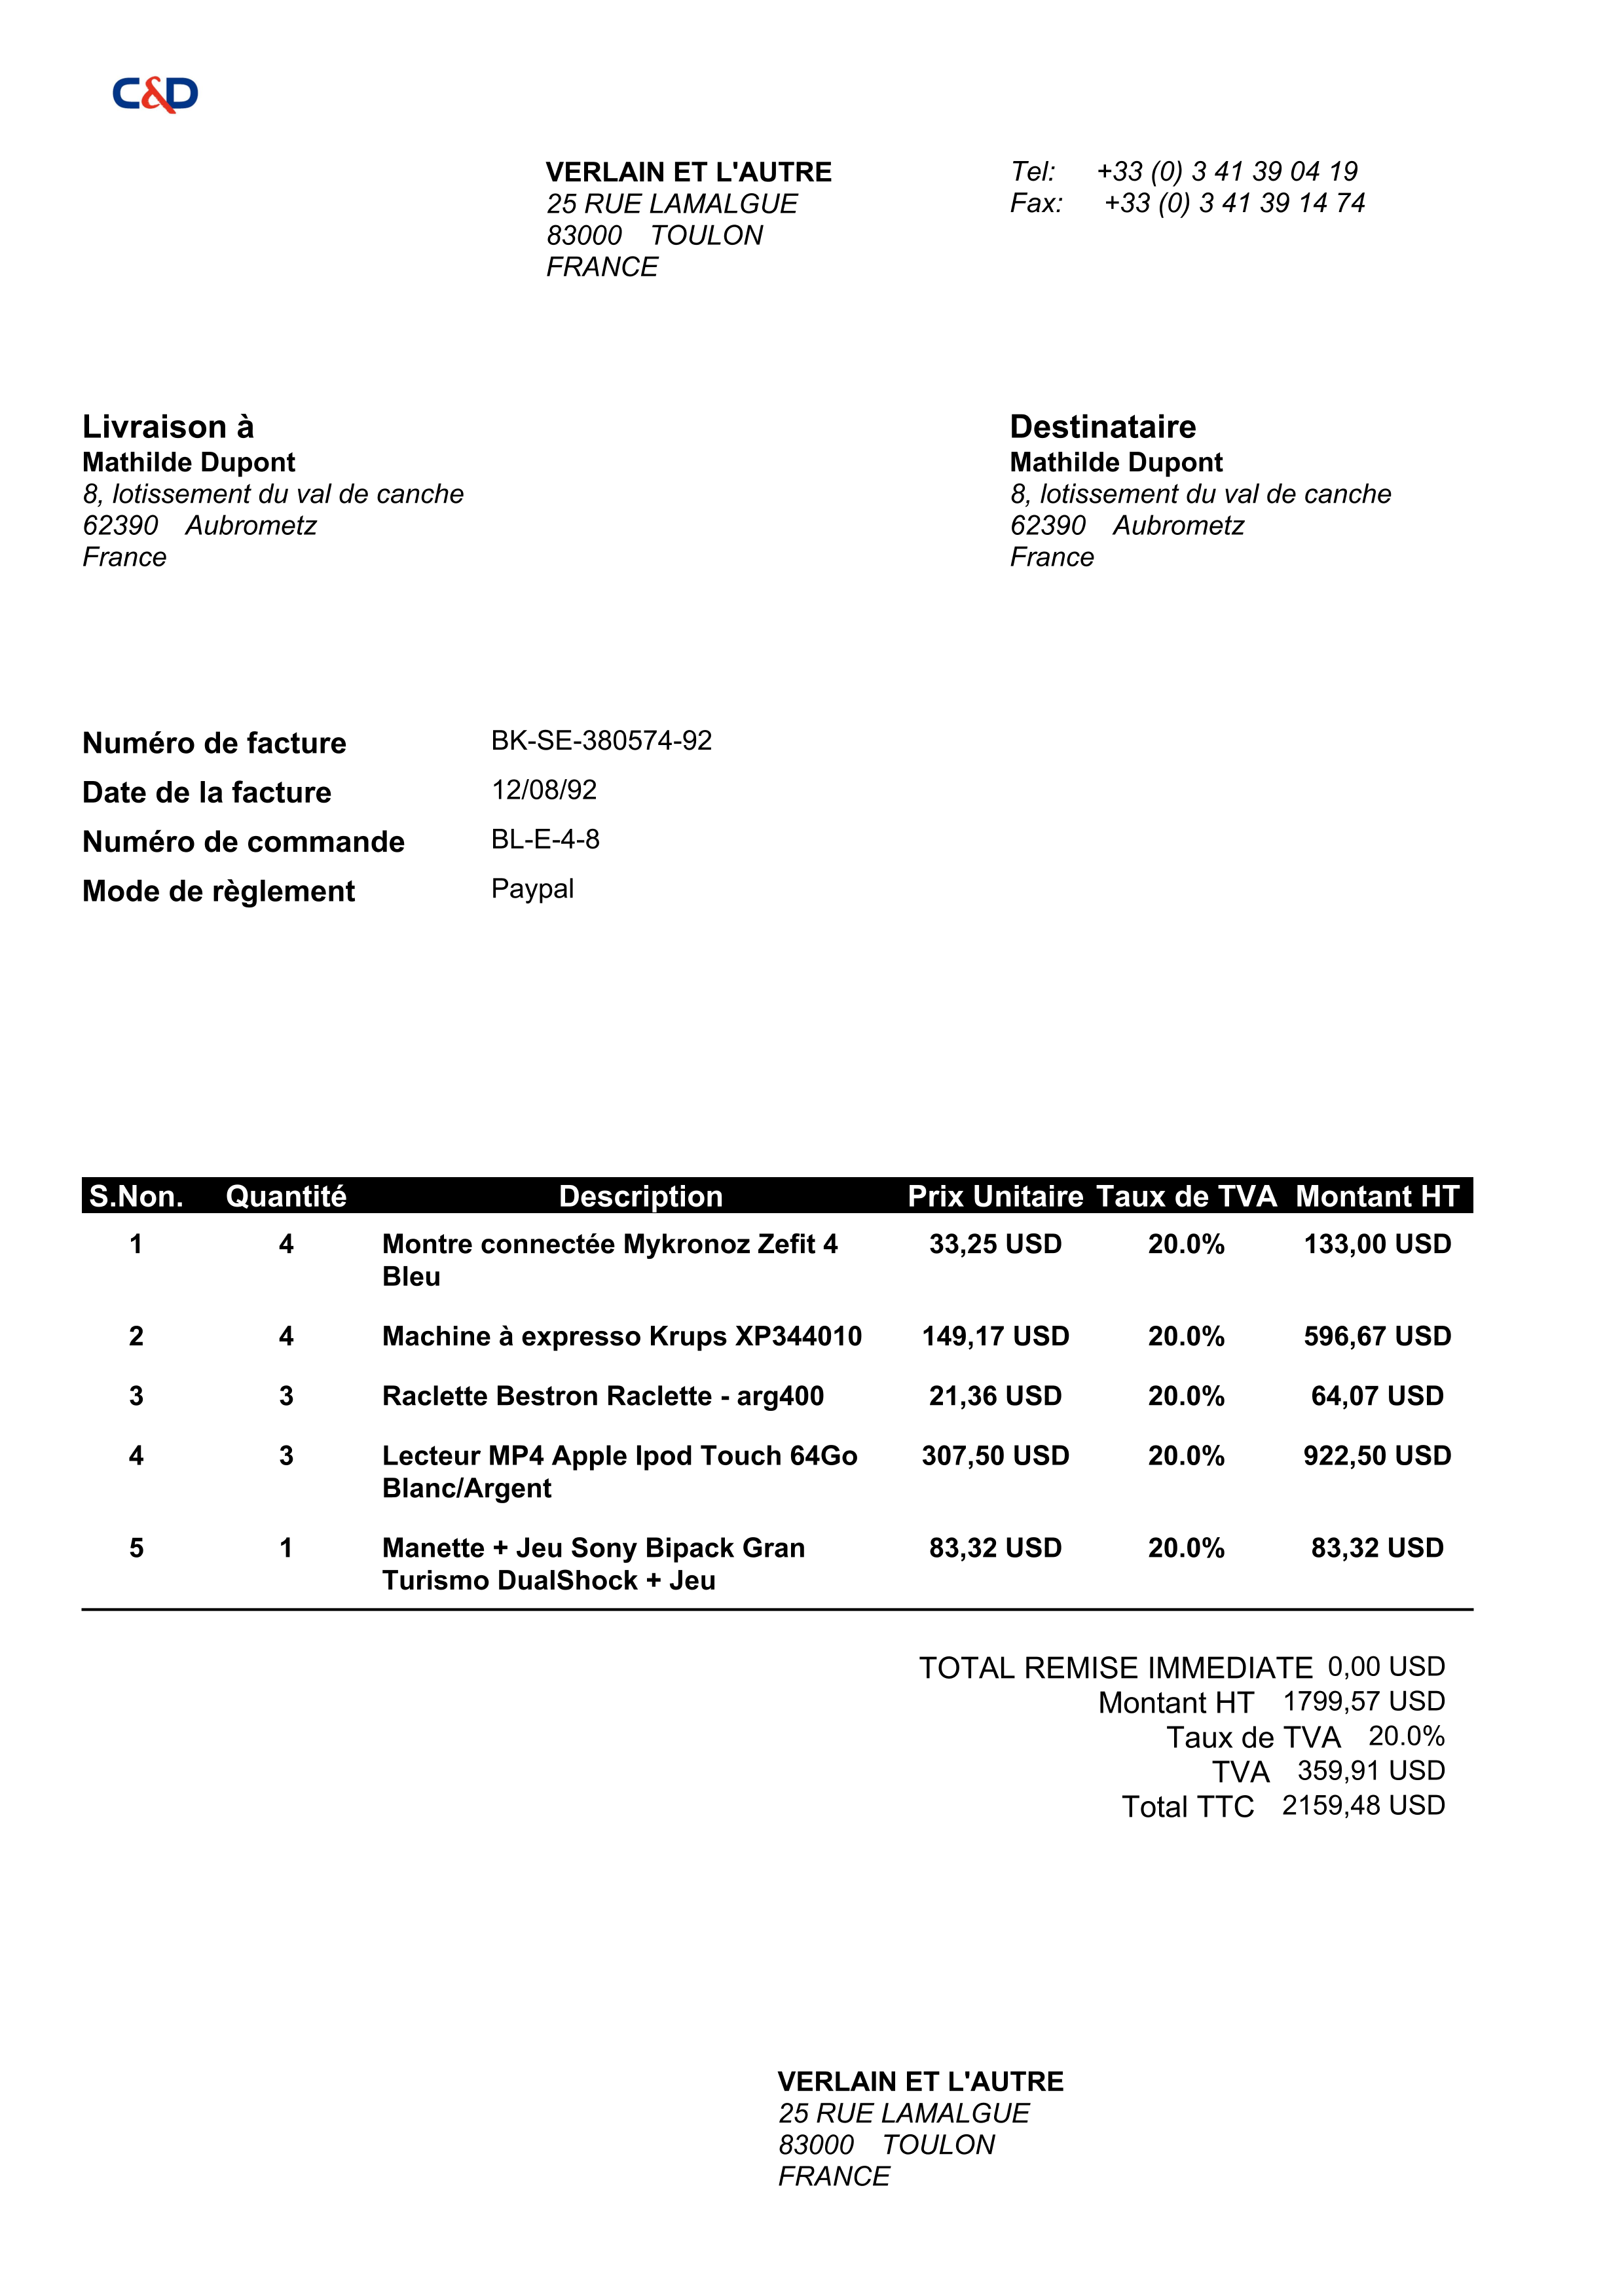 C&D
VERLAIN ET L'AUTRE
25 RUE LAMALGUE
83000 TOULON
FRANCE
Tel: +33 (0) 3 41 39 04 19
Fax: +33 (0) 3 41 39 14 74
Livraison à
Mathilde Dupont
8, lotissement du val de canche
62390 Aubrometz
France
Destinataire
Mathilde Dupont
8, lotissement du val de canche
62390 Aubrometz
France
Numéro de facture BK-SE-380574-92
Date de la facture 12/08/92
Numéro de commande BL-E-4-8
Mode de règlement Paypal
S.Non. Quantité Description Prix Unitaire Taux de TVA Montant HT
1 4 Montre connectée Mykronoz Zefit 4 33,25 USD 20.0% 133,00 USD
Bleu
2 4 Machine à expresso Krups XP344010 149,17 USD 20.0% 596,67 USD
3 3 Raclette Bestron Raclette - arg400 21,36 USD 20.0% 64,07 USD
4 3 Lecteur MP4 Apple Ipod Touch 64Go 307,50 USD 20.0% 922,50 USD
Blanc/Argent
5 1 Manette + Jeu Sony Bipack Gran 83,32 USD 20.0% 83,32 USD
Turismo DualShock + Jeu
TOTAL REMISE IMMEDIATE 0,00 USD
Montant HT 1799,57 USD
Taux de TVA 20.0%
TVA 359,91 USD
Total TTC 2159,48 USD
VERLAIN ET L'AUTRE
25 RUE LAMALGUE
83000 TOULON
FRANCE